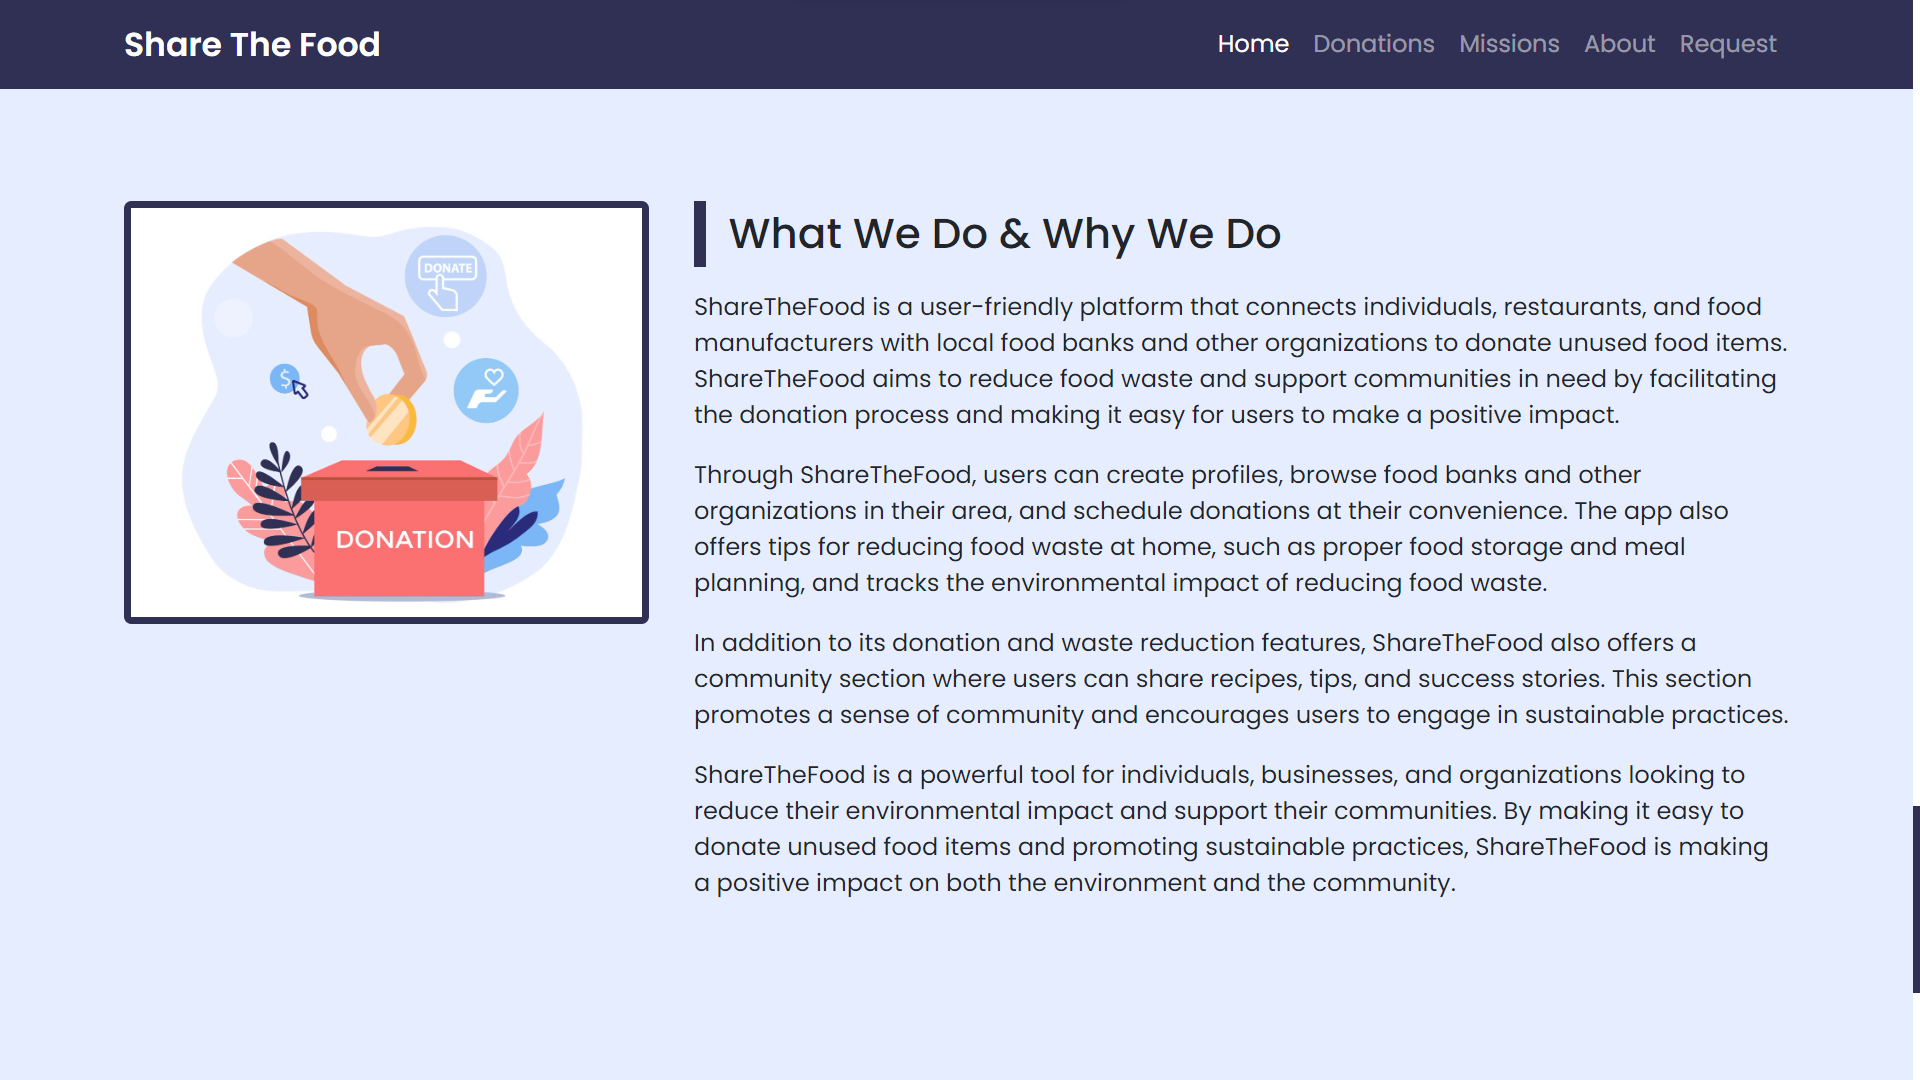 Share The Food
Home Donations Missions About Request
DONATE
$
DONATION
What We Do & Why We Do
ShareTheFood is a user-friendly platform that connects individuals, restaurants, and food
manufacturers with local food banks and other organizations to donate unused food items.
ShareTheFood aims to reduce food waste and support communities in need by facilitating
the donation process and making it easy for users to make a positive impact.
Through ShareTheFood, users can create profiles, browse food banks and other
organizations in their area, and schedule donations at their convenience. The app also
offers tips for reducing food waste at home, such as proper food storage and meal
planning, and tracks the environmental impact of reducing food waste.
In addition to its donation and waste reduction features, ShareTheFood also offers a
community section where users can share recipes, tips, and success stories. This section
promotes a sense of community and encourages users to engage in sustainable practices.
ShareTheFood is a powerful tool for individuals, businesses, and organizations looking to
reduce their environmental impact and support their communities. By making it easy to
donate unused food items and promoting sustainable practices, ShareTheFood is making
a positive impact on both the environment and the community.